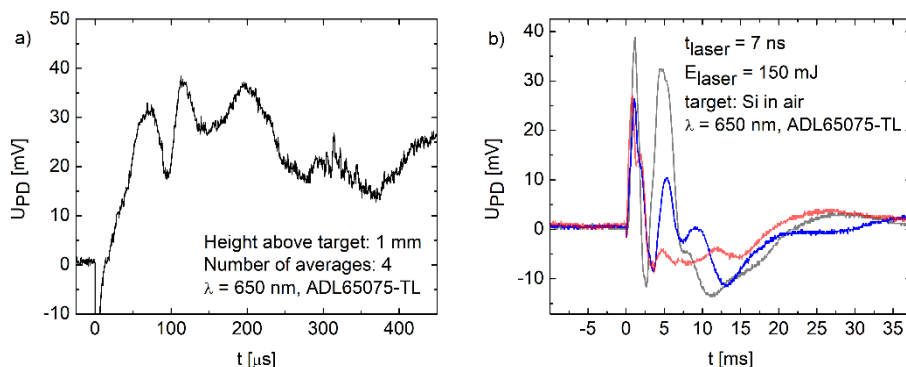 a)
50
40
30
20
10
0
-10
U_PD [mV]
Height above target: 1 mm
Number of averages: 4
λ = 650 nm, ADL65075-TL
0 100 200 300 400
t [μs]
b)
40
30
20
10
0
-10
U_PD [mV]
t_laser = 7 ns
E_laser = 150 mJ
target: Si in air
λ = 650 nm, ADL65075-TL
-5 0 5 10 15 20 25 30 35
t [ms]